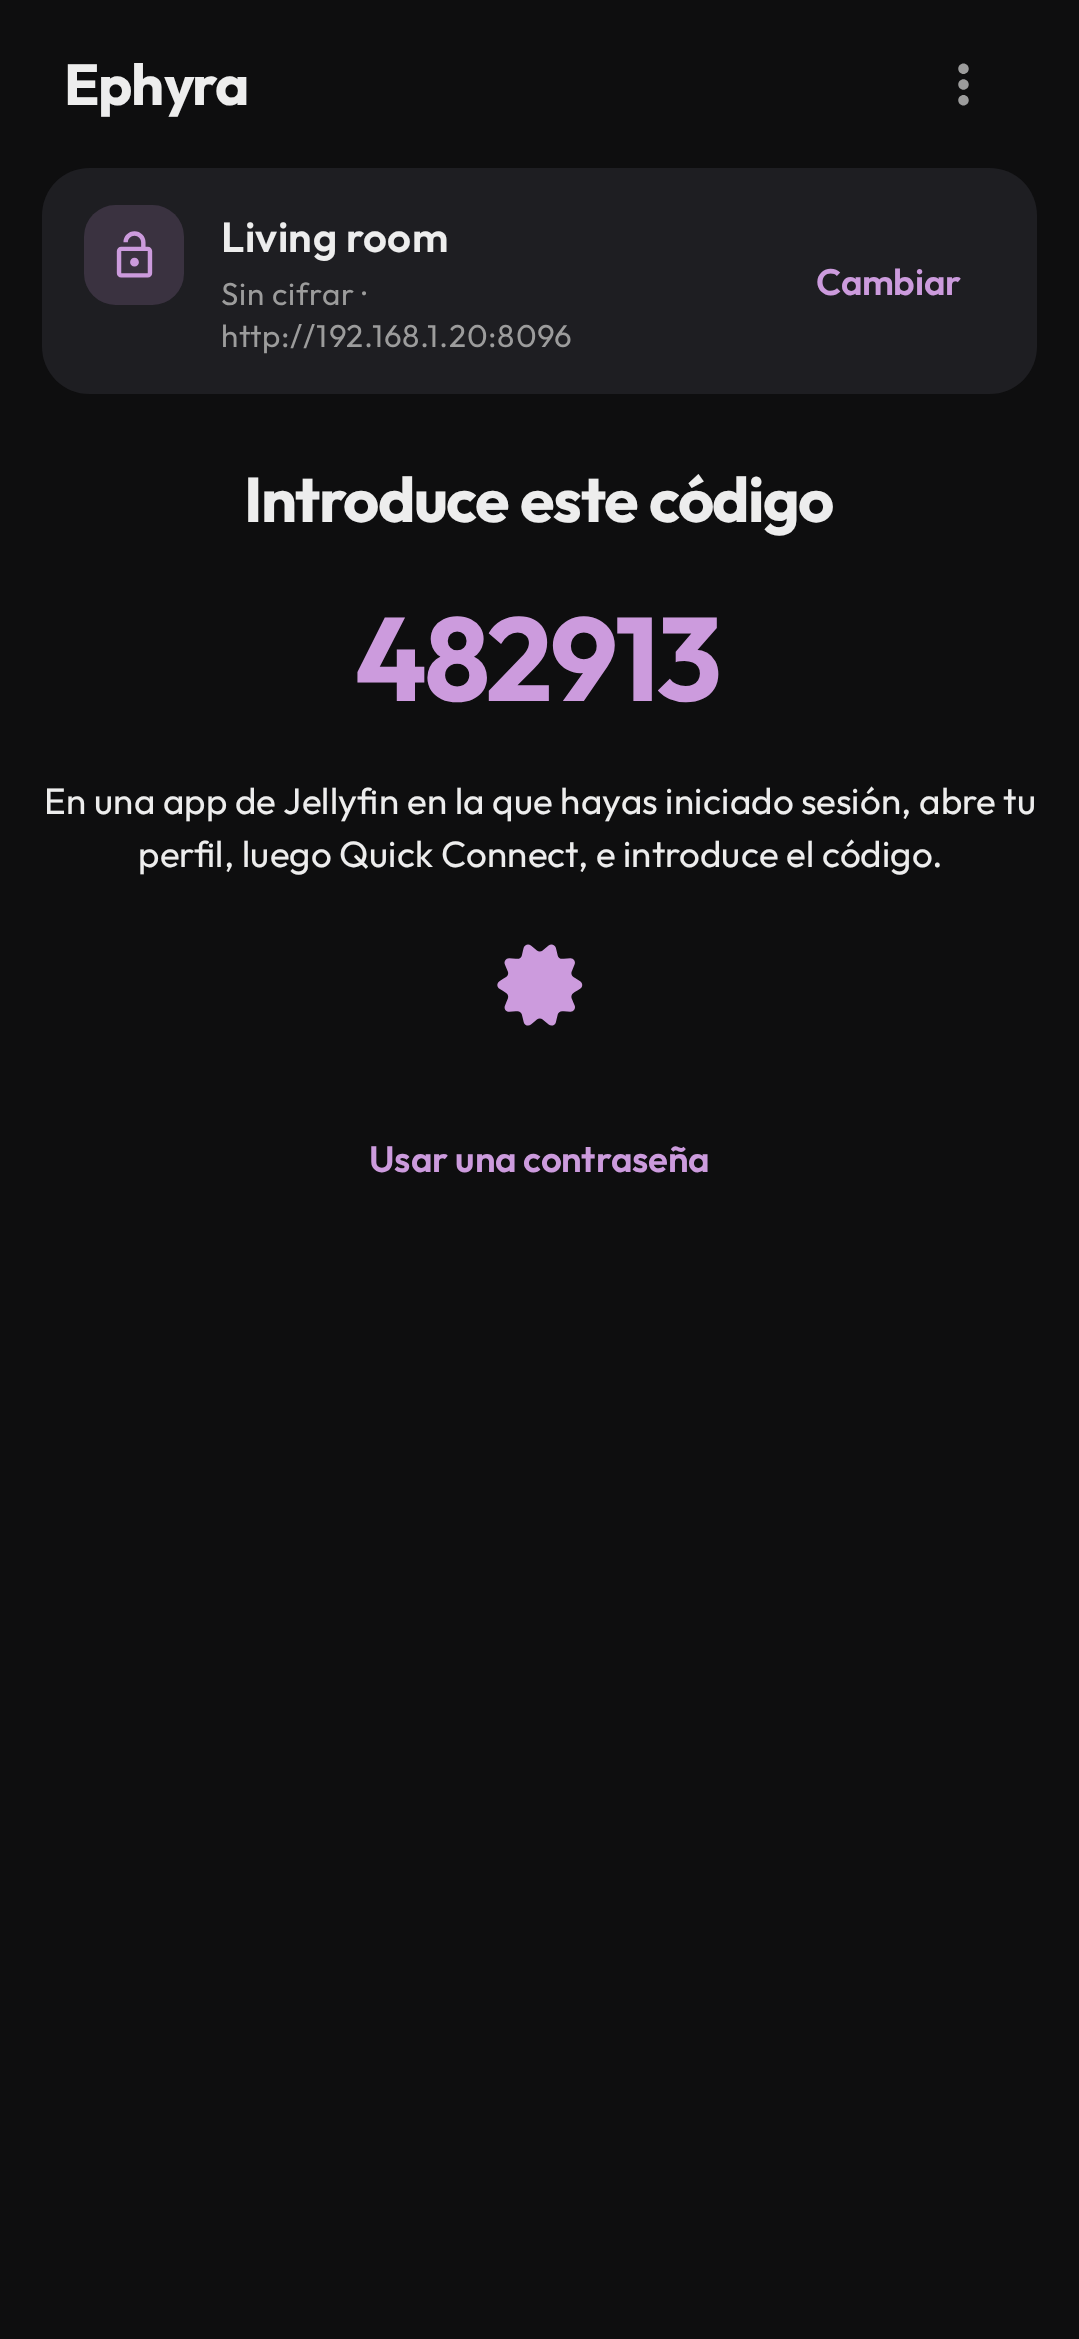 Ephyra
Living room
Sin cifrar ·
http://192.168.1.20:8096
Cambiar
Introduce este código
482913
En una app de Jellyfin en la que hayas iniciado sesión, abre tu
perfil, luego Quick Connect, e introduce el código.
Usar una contraseña